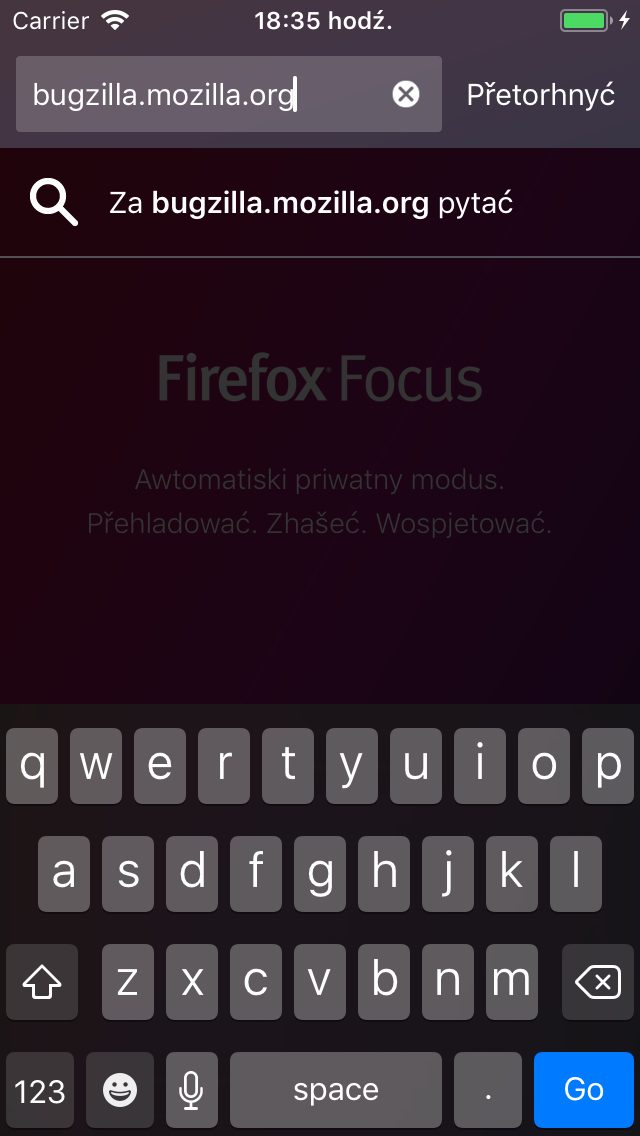 Carrier 18:35 hodź.
bugzilla.mozilla.org Přetorhnyć
Za bugzilla.mozilla.org pytać
Firefox Focus
Awtomatiski priwatny modus.
Přehladować. Zhašeć. Wospjetować.
q w e r t y u i o p
a s d f g h j k l
z x c v b n m
123 space . Go